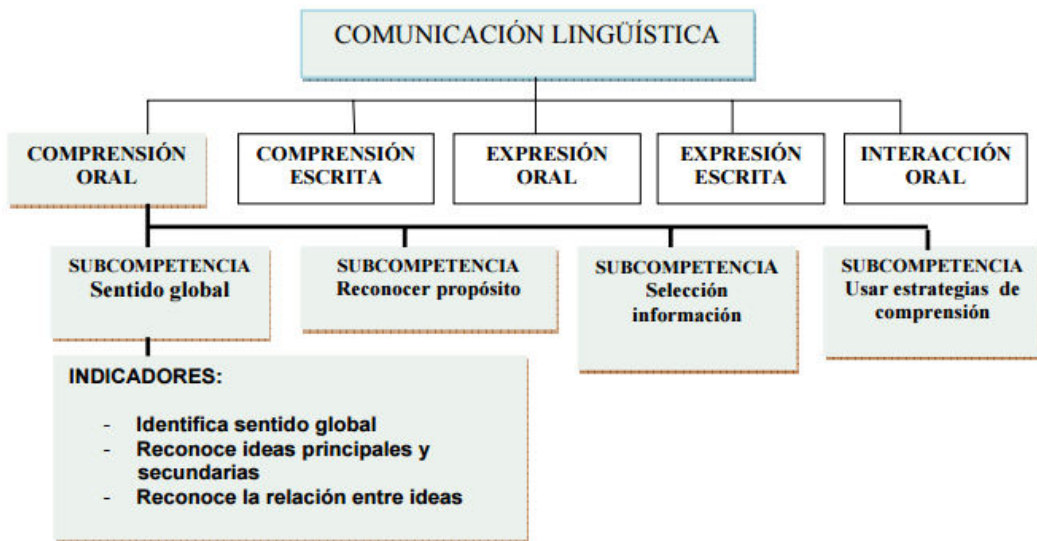 COMUNICACIÓN LINGÜÍSTICA
COMPRENSIÓN
ORAL
COMPRENSIÓN
ESCRITA
EXPRESIÓN
ORAL
EXPRESIÓN
ESCRITA
INTERACCIÓN
ORAL
SUBCOMPETENCIA
Sentido global
SUBCOMPETENCIA
Reconocer propósito
SUBCOMPETENCIA
Selección
información
SUBCOMPETENCIA
Usar estrategias de
comprensión
INDICADORES:
- Identifica sentido global
- Reconoce ideas principales y
secundarias
- Reconoce la relación entre ideas